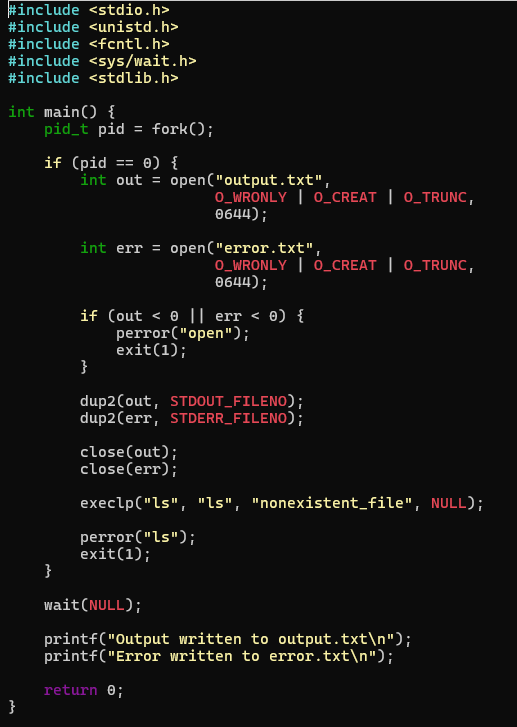 #include <stdio.h>
#include <unistd.h>
#include <fcntl.h>
#include <sys/wait.h>
#include <stdlib.h>

int main() {
    pid_t pid = fork();

    if (pid == 0) {
        int out = open("output.txt",
                       O_WRONLY | O_CREAT | O_TRUNC,
                       0644);

        int err = open("error.txt",
                       O_WRONLY | O_CREAT | O_TRUNC,
                       0644);

        if (out < 0 || err < 0) {
            perror("open");
            exit(1);
        }

        dup2(out, STDOUT_FILENO);
        dup2(err, STDERR_FILENO);

        close(out);
        close(err);

        execlp("ls", "ls", "nonexistent_file", NULL);

        perror("ls");
        exit(1);
    }

    wait(NULL);

    printf("Output written to output.txt\n");
    printf("Error written to error.txt\n");

    return 0;
}